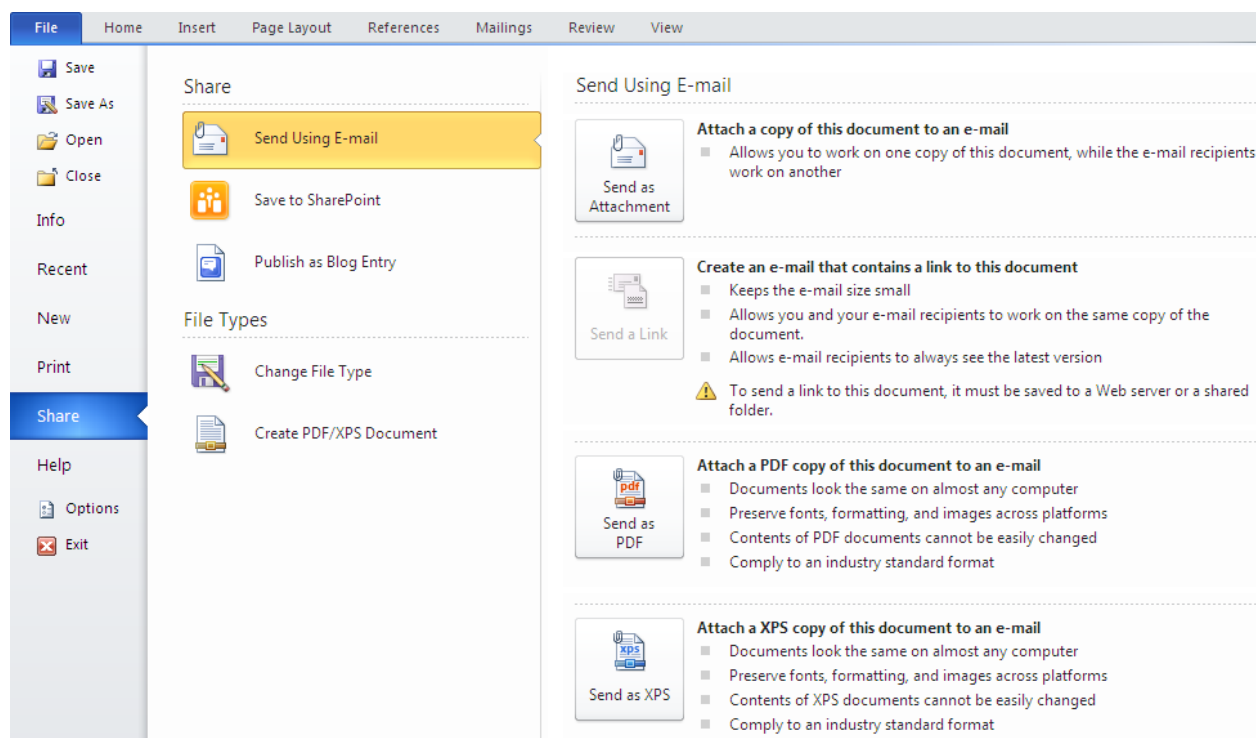 File Home Insert Page Layout References Mailings Review View
Save
Save As
Open
Close
Info
Recent
New
Print
Share
Help
Options
Exit
Share
Send Using E-mail
Save to SharePoint
Publish as Blog Entry
File Types
Change File Type
Create PDF/XPS Document
Send Using E-mail
Send as
Attachment
Attach a copy of this document to an e-mail
Allows you to work on one copy of this document, while the e-mail recipients
work on another
Send a Link
Create an e-mail that contains a link to this document
Keeps the e-mail size small
Allows you and your e-mail recipients to work on the same copy of the
document.
Allows e-mail recipients to always see the latest version
To send a link to this document, it must be saved to a Web server or a shared
folder.
pdf
Send as
PDF
Attach a PDF copy of this document to an e-mail
Documents look the same on almost any computer
Preserve fonts, formatting, and images across platforms
Contents of PDF documents cannot be easily changed
Comply to an industry standard format
xps
Send as XPS
Attach a XPS copy of this document to an e-mail
Documents look the same on almost any computer
Preserve fonts, formatting, and images across platforms
Contents of XPS documents cannot be easily changed
Comply to an industry standard format